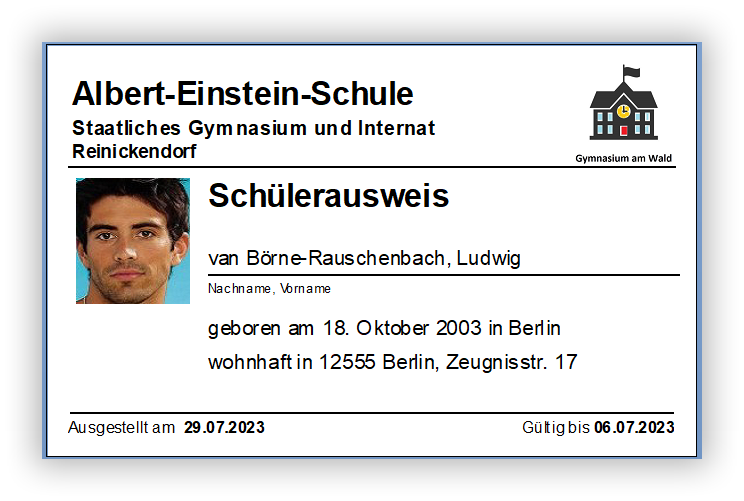 Albert-Einstein-Schule
Staatliches Gymnasium und Internat
Reinickendorf
Gymnasium am Wald
Schülerausweis
van Börne-Rauschenbach, Ludwig
Nachname, Vorname
geboren am 18. Oktober 2003 in Berlin
wohnhaft in 12555 Berlin, Zeugnisstr. 17
Ausgestellt am 29.07.2023
Gültig bis 06.07.2023